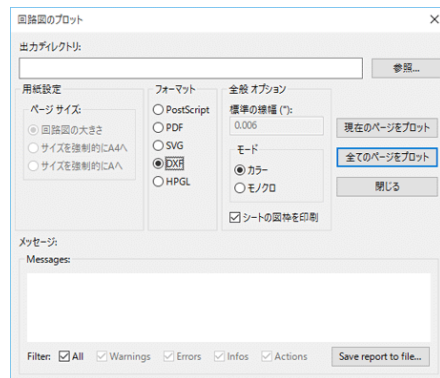 回路図のプロット
出力ディレクトリ:
参照...
用紙設定
ページ サイズ:
回路図の大きさ
サイズを強制的にA4へ
サイズを強制的にAへ
フォーマット
PostScript
PDF
SVG
DXF
HPGL
全般 オプション
標準の線幅 ("):
0.006
モード
カラー
モノクロ
シートの図枠を印刷
現在のページをプロット
全てのページをプロット
閉じる
メッセージ:
Messages:
Filter: All Warnings Errors Infos Actions Save report to file...